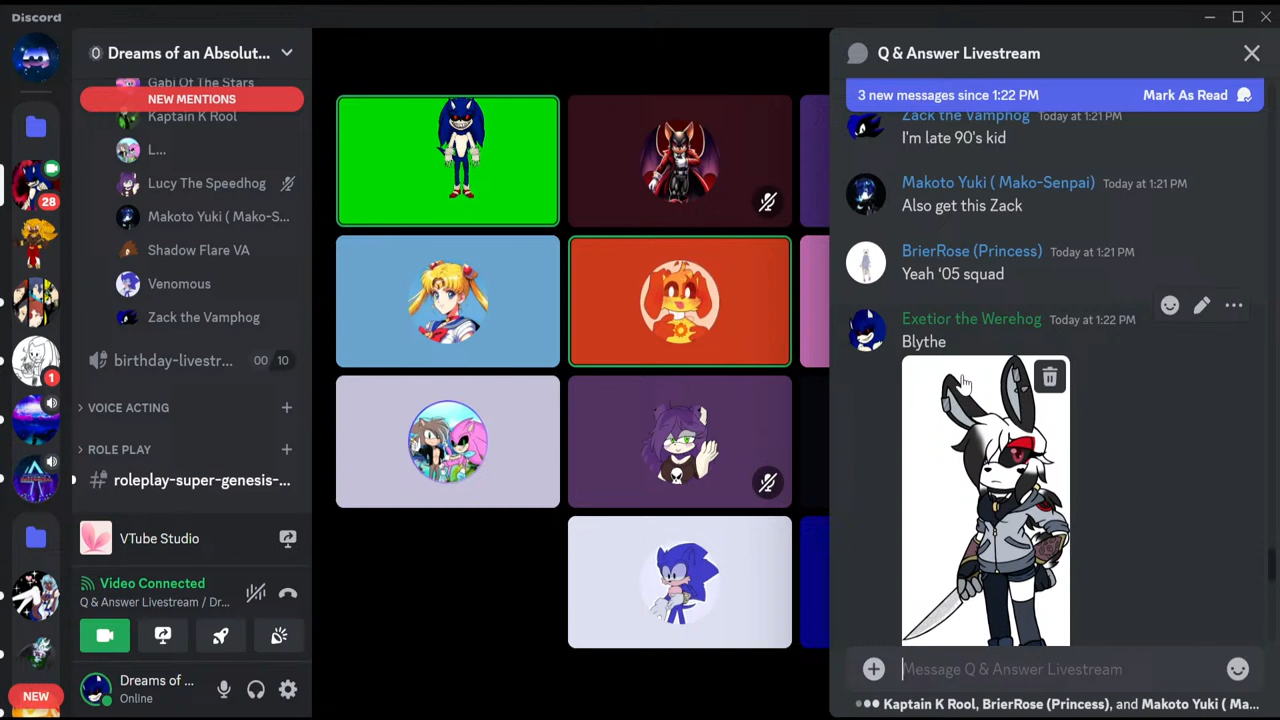 Discord
Dreams of an Absolut...
Gabi Of The Stars
NEW MENTIONS
Kaptain K Rool
L...
Lucy The Speedhog
Makoto Yuki ( Mako-S...
Shadow Flare VA
Venomous
Zack the Vamphog
birthday-livestr...
00 10
VOICE ACTING
ROLE PLAY
roleplay-super-genesis-...
VTube Studio
Video Connected
Q & Answer Livestream / Dr...
Dreams of ...
Online
28
1
NEW
Q & Answer Livestream
3 new messages since 1:22 PM
Mark As Read
Zack the Vamphog Today at 1:21 PM
I'm late 90's kid
Makoto Yuki ( Mako-Senpai) Today at 1:21 PM
Also get this Zack
BrierRose (Princess) Today at 1:21 PM
Yeah ‘05 squad
Exetior the Werehog Today at 1:22 PM
Blythe
Message Q & Answer Livestream
Kaptain K Rool, BrierRose (Princess), and Makoto Yuki ( Ma...